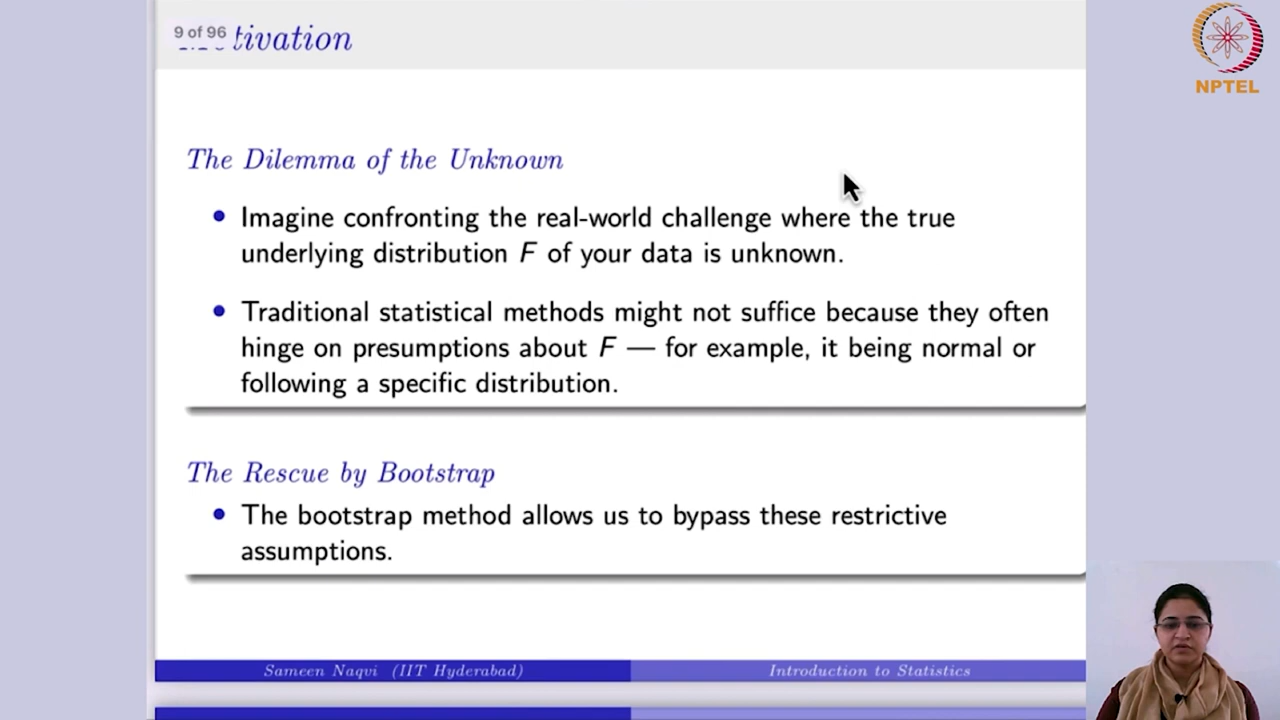 9 of 96
tivation
NPTEL
The Dilemma of the Unknown
• Imagine confronting the real-world challenge where the true
underlying distribution F of your data is unknown.
• Traditional statistical methods might not suffice because they often
hinge on presumptions about F — for example, it being normal or
following a specific distribution.
The Rescue by Bootstrap
• The bootstrap method allows us to bypass these restrictive
assumptions.
Sameen Naqvi (IIT Hyderabad)
Introduction to Statistics